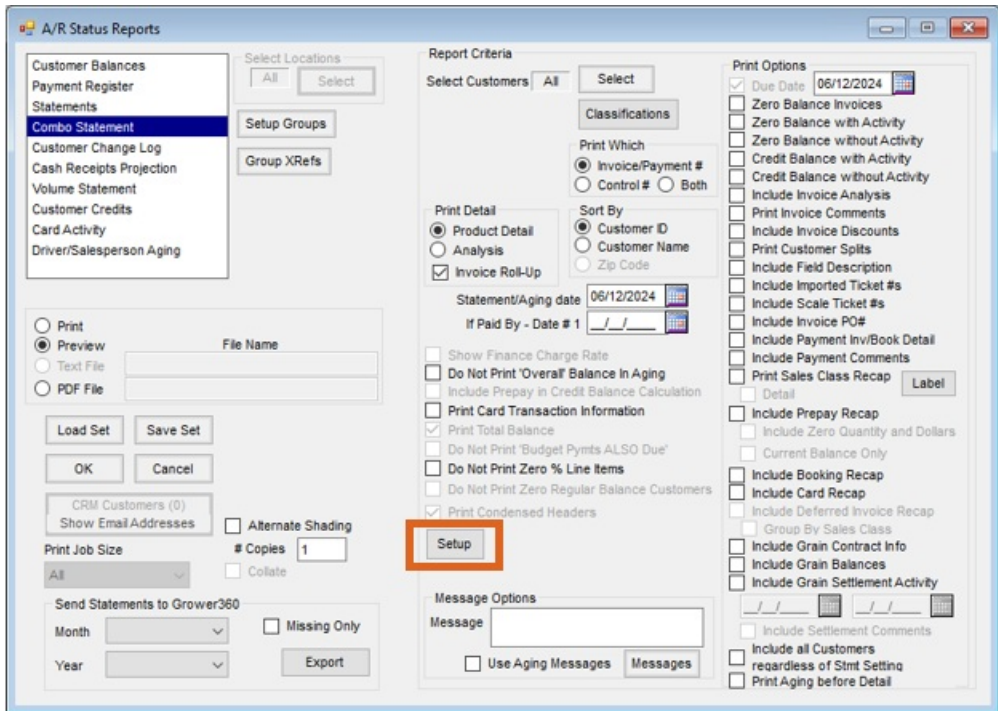 A/R Status Reports
Customer Balances
Payment Register
Statements
Combo Statement
Customer Change Log
Cash Receipts Projection
Volume Statement
Customer Credits
Card Activity
Driver/Salesperson Aging
Select Locations
All Select
Setup Groups
Group XRefs
Print
Preview
Text File
PDF File
File Name
Load Set Save Set
OK Cancel
CRM Customers (0)
Show Email Addresses
Alternate Shading
Print Job Size
# Copies 1
All
Collate
Send Statements to Grower360
Month
Missing Only
Year
Export
Report Criteria
Select Customers All Select
Classifications
Print Which
Invoice/Payment #
Control # Both
Print Detail
Product Detail
Analysis
Invoice Roll-Up
Sort By
Customer ID
Customer Name
Zip Code
Statement/Aging date 06/12/2024
If Paid By - Date # 1 __/__/____
Show Finance Charge Rate
Do Not Print 'Overall' Balance In Aging
Include Prepay in Credit Balance Calculation
Print Card Transaction Information
Print Total Balance
Do Not Print 'Budget Pymts ALSO Due'
Do Not Print Zero % Line Items
Do Not Print Zero Regular Balance Customers
Print Condensed Headers
Setup
Message Options
Message
Use Aging Messages Messages
Print Options
Due Date 06/12/2024
Zero Balance Invoices
Zero Balance with Activity
Zero Balance without Activity
Credit Balance with Activity
Credit Balance without Activity
Include Invoice Analysis
Print Invoice Comments
Include Invoice Discounts
Print Customer Splits
Include Field Description
Include Imported Ticket #s
Include Scale Ticket #s
Include Invoice PO#
Include Payment Inv/Book Detail
Include Payment Comments
Print Sales Class Recap
Label
Detail
Include Prepay Recap
Include Zero Quantity and Dollars
Current Balance Only
Include Booking Recap
Include Card Recap
Include Deferred Invoice Recap
Group By Sales Class
Include Grain Contract Info
Include Grain Balances
Include Grain Settlement Activity
__/__/____ __/__/____
Include Settlement Comments
Include all Customers
regardless of Stmt Setting
Print Aging before Detail